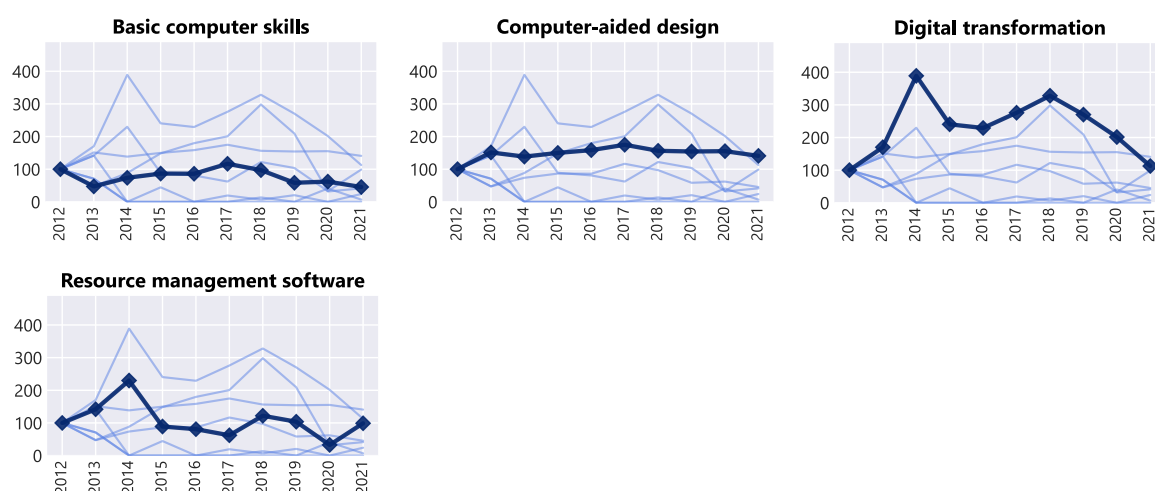 Basic computer skills
400
300
200
100
0
2012 2013 2014 2015 2016 2017 2018 2019 2020 2021
Computer-aided design
400
300
200
100
0
2012 2013 2014 2015 2016 2017 2018 2019 2020 2021
Digital transformation
400
300
200
100
0
2012 2013 2014 2015 2016 2017 2018 2019 2020 2021
Resource management software
400
300
200
100
0
2012 2013 2014 2015 2016 2017 2018 2019 2020 2021